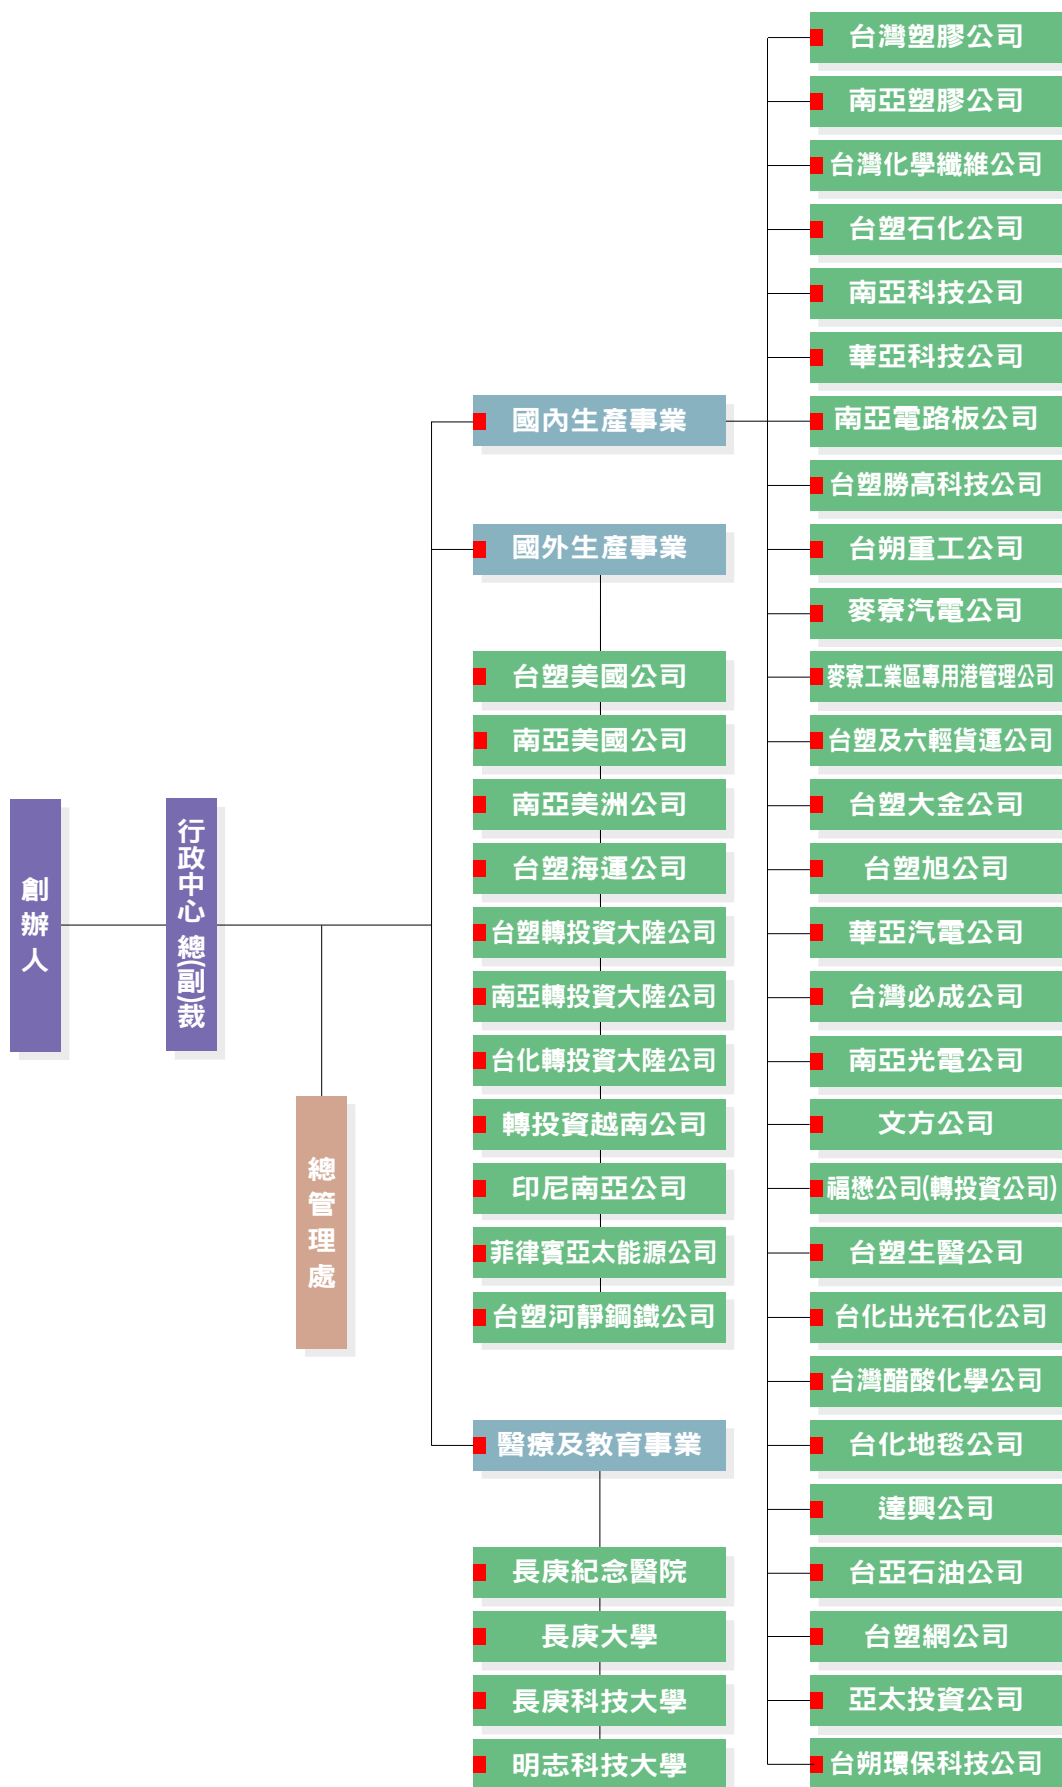 創辦人
行政中心 總(副)裁
總管理處
國內生產事業
台灣塑膠公司
南亞塑膠公司
台灣化學纖維公司
台塑石化公司
南亞科技公司
華亞科技公司
南亞電路板公司
台塑勝高科技公司
台朔重工公司
麥寮汽電公司
麥寮工業區專用港管理公司
台塑及六輕貨運公司
台塑大金公司
台塑旭公司
華亞汽電公司
台灣必成公司
南亞光電公司
文方公司
福懋公司(轉投資公司)
台塑生醫公司
台化出光石化公司
台灣醋酸化學公司
台化地毯公司
達興公司
台亞石油公司
台塑網公司
亞太投資公司
台朔環保科技公司
國外生產事業
台塑美國公司
南亞美國公司
南亞美洲公司
台塑海運公司
台塑轉投資大陸公司
南亞轉投資大陸公司
台化轉投資大陸公司
轉投資越南公司
印尼南亞公司
菲律賓亞太能源公司
台塑河靜鋼鐵公司
醫療及教育事業
長庚紀念醫院
長庚大學
長庚科技大學
明志科技大學